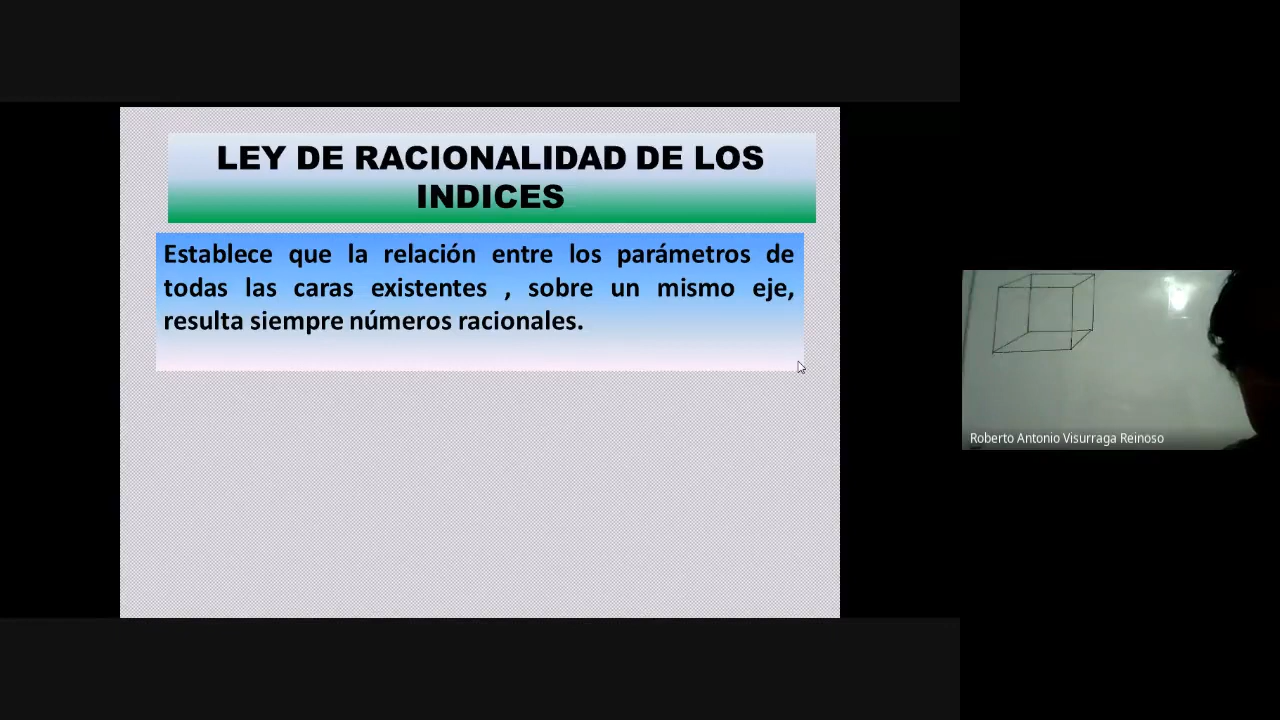 LEY DE RACIONALIDAD DE LOS
INDICES
Establece que la relación entre los parámetros de
todas las caras existentes , sobre un mismo eje,
resulta siempre números racionales.
Roberto Antonio Visurraga Reinoso